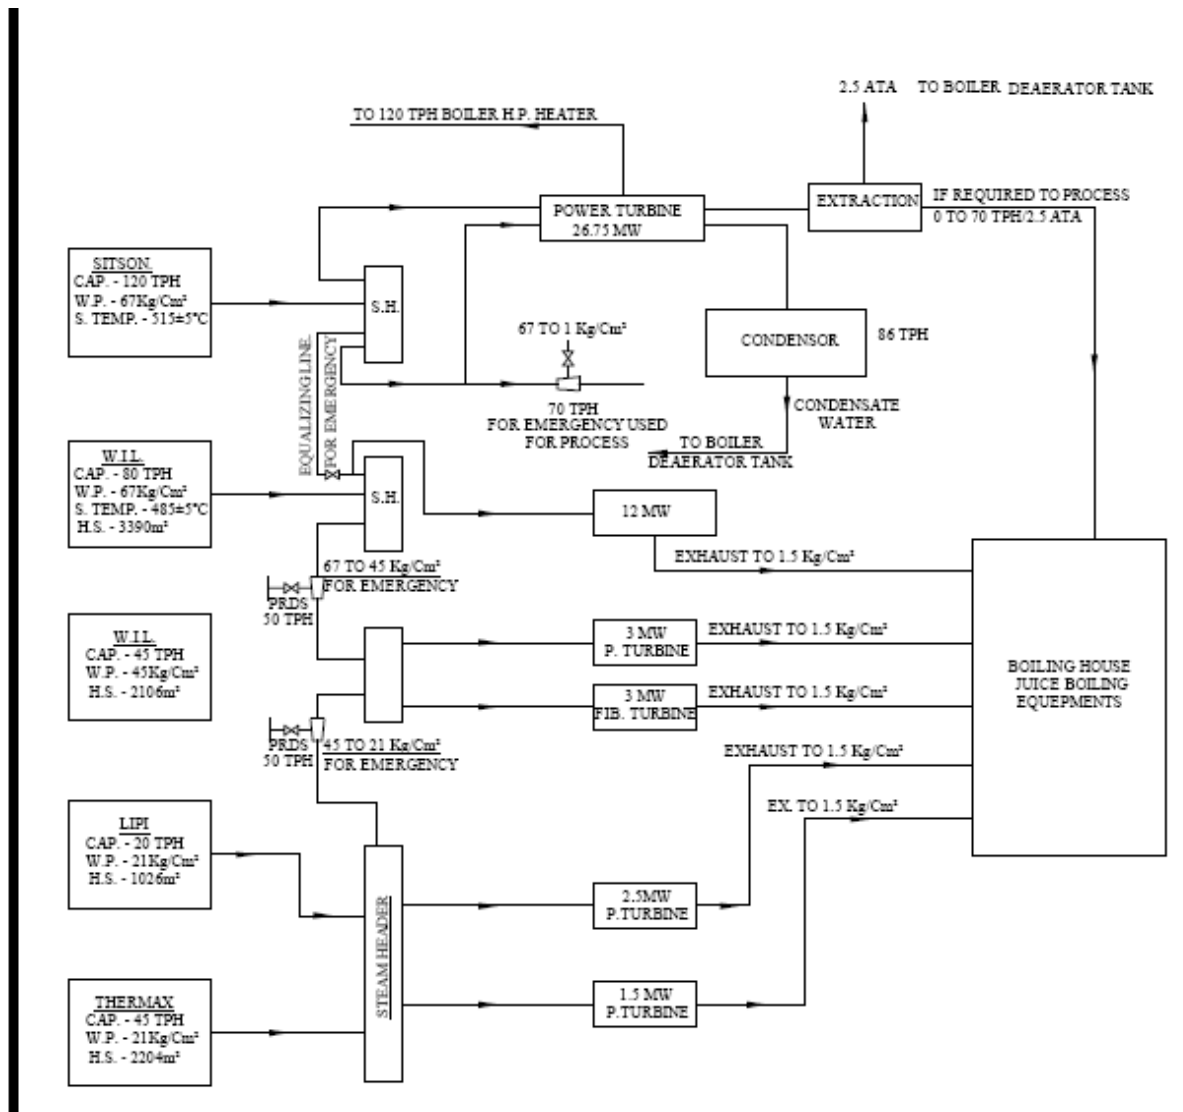 2.5 ATA TO BOILER DEAERATOR TANK
TO 120 TPH BOILER H.P. HEATER
POWER TURBINE
26.75 MW
EXTRACTION
IF REQUIRED TO PROCESS
0 TO 70 TPH/2.5 ATA
SITSON.
CAP. - 120 TPH
W.P. - 67Kg/Cm²
S. TEMP. - 515±5°C
S.H.
EQUALIZING LINE.
FOR EMERGENCY
67 TO 1 Kg/Cm²
70 TPH
FOR EMERGENCY USED
FOR PROCESS
CONDENSOR
86 TPH
CONDENSATE
WATER
TO BOILER
DEAERATOR TANK
W.I.L.
CAP. - 80 TPH
W.P. - 67Kg/Cm²
S. TEMP. - 485±5°C
H.S. - 3390m²
S.H.
12 MW
EXHAUST TO 1.5 Kg/Cm²
67 TO 45 Kg/Cm²
FOR EMERGENCY
PRDS
50 TPH
W.I.L.
CAP. - 45 TPH
W.P. - 45Kg/Cm²
H.S. - 2106m²
3 MW
P. TURBINE
EXHAUST TO 1.5 Kg/Cm²
3 MW
FIB. TURBINE
EXHAUST TO 1.5 Kg/Cm²
BOILING HOUSE
JUICE BOILING
EQUEPMENTS
PRDS
50 TPH
45 TO 21 Kg/Cm²
FOR EMERGENCY
EXHAUST TO 1.5 Kg/Cm²
EX. TO 1.5 Kg/Cm²
LIPI
CAP. - 20 TPH
W.P. - 21Kg/Cm²
H.S. - 1026m²
STEAM HEADER
2.5MW
P.TURBINE
THERMAX
CAP. - 45 TPH
W.P. - 21Kg/Cm²
H.S. - 2204m²
1.5 MW
P.TURBINE